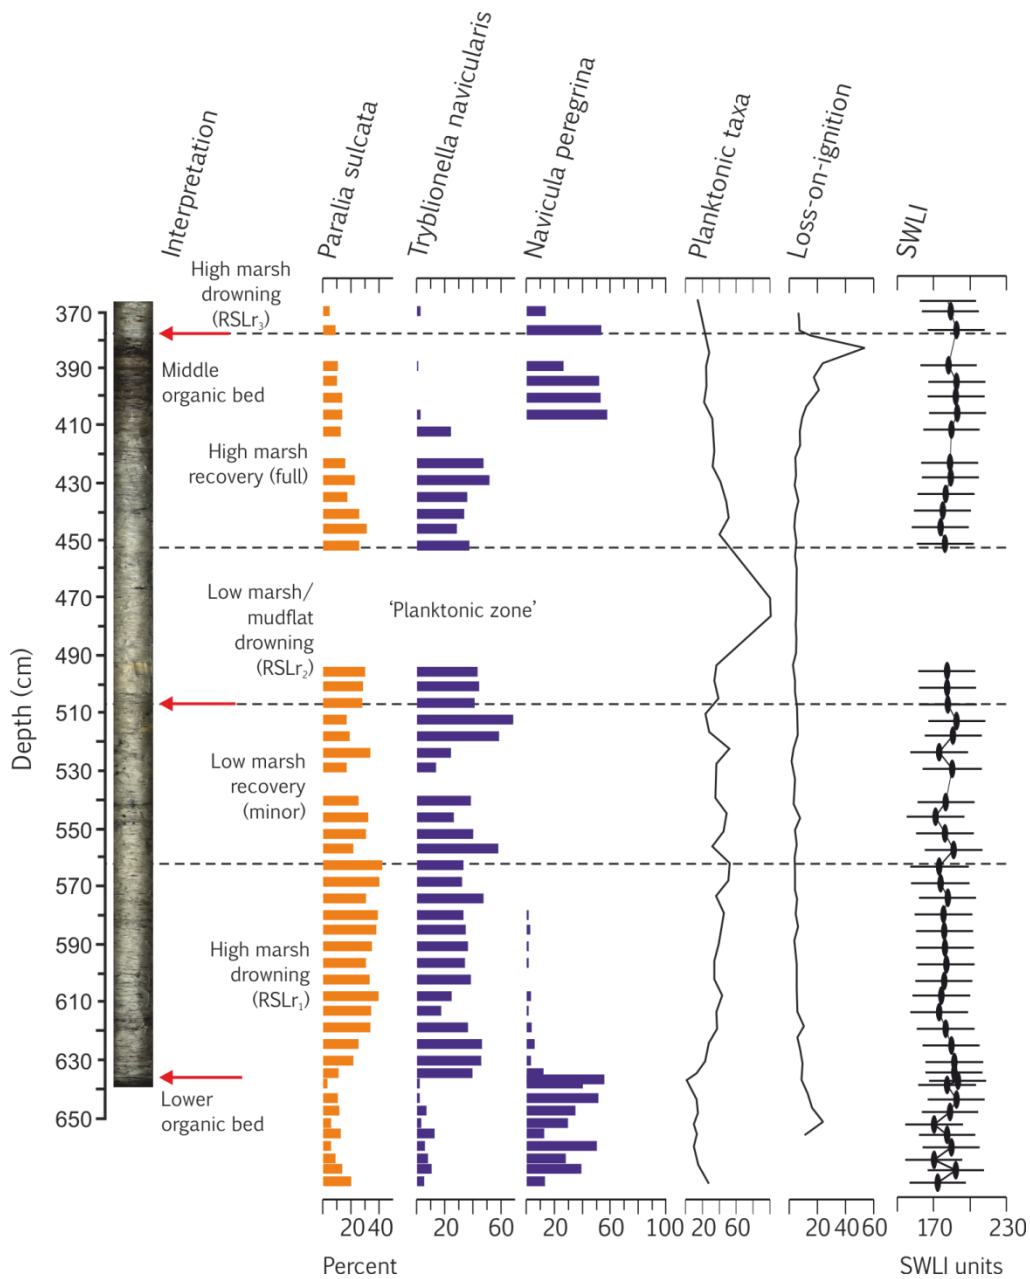 Interpretation
Paralia sulcata
Tryblionella navicularis
Navicula peregrina
Planktonic taxa
Loss-on-ignition
SWLI
High marsh
drowning
(RSLr₃)
Middle
organic bed
High marsh
recovery (full)
Low marsh/
mudflat
drowning
(RSLr₂)
'Planktonic zone'
Low marsh
recovery
(minor)
High marsh
drowning
(RSLr₁)
Lower
organic bed
Depth (cm)
370
390
410
430
450
470
490
510
530
550
570
590
610
630
650
20 40
20 60
20 40 60 100
20 60
20 40 60
170 230
Percent
SWLI units